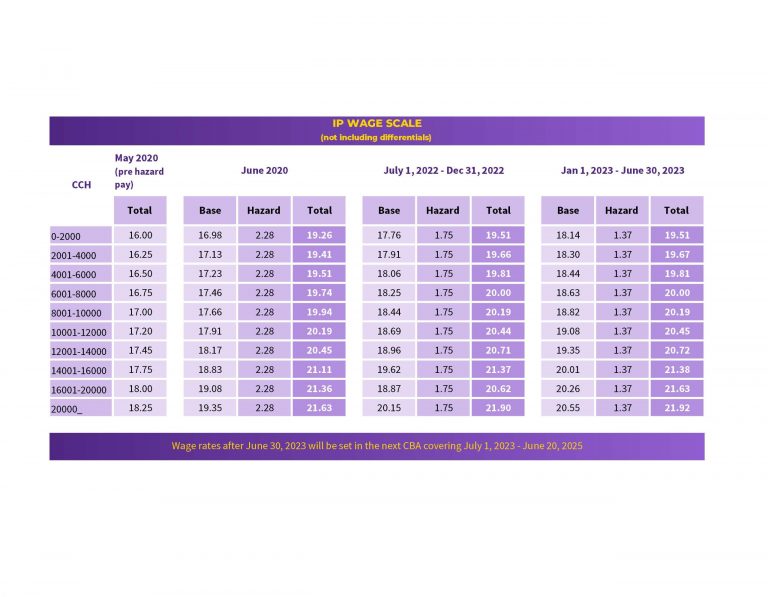 IP WAGE SCALE
(not including differentials)
CCH May 2020 (pre hazard pay) June 2020 July 1, 2022 - Dec 31, 2022 Jan 1, 2023 - June 30, 2023
Total Base Hazard Total Base Hazard Total Base Hazard Total
0-2000 16.00 16.98 2.28 19.26 17.76 1.75 19.51 18.14 1.37 19.51
2001-4000 16.25 17.13 2.28 19.41 17.91 1.75 19.66 18.30 1.37 19.67
4001-6000 16.50 17.23 2.28 19.51 18.06 1.75 19.81 18.44 1.37 19.81
6001-8000 16.75 17.46 2.28 19.74 18.25 1.75 20.00 18.63 1.37 20.00
8001-10000 17.00 17.66 2.28 19.94 18.44 1.75 20.19 18.82 1.37 20.19
10001-12000 17.20 17.91 2.28 20.19 18.69 1.75 20.44 19.08 1.37 20.45
12001-14000 17.45 18.17 2.28 20.45 18.96 1.75 20.71 19.35 1.37 20.72
14001-16000 17.75 18.83 2.28 21.11 19.62 1.75 21.37 20.01 1.37 21.38
16001-20000 18.00 19.08 2.28 21.36 18.87 1.75 20.62 20.26 1.37 21.63
20000_ 18.25 19.35 2.28 21.63 20.15 1.75 21.90 20.55 1.37 21.92
Wage rates after June 30, 2023 will be set in the next CBA covering July 1, 2023 - June 20, 2025